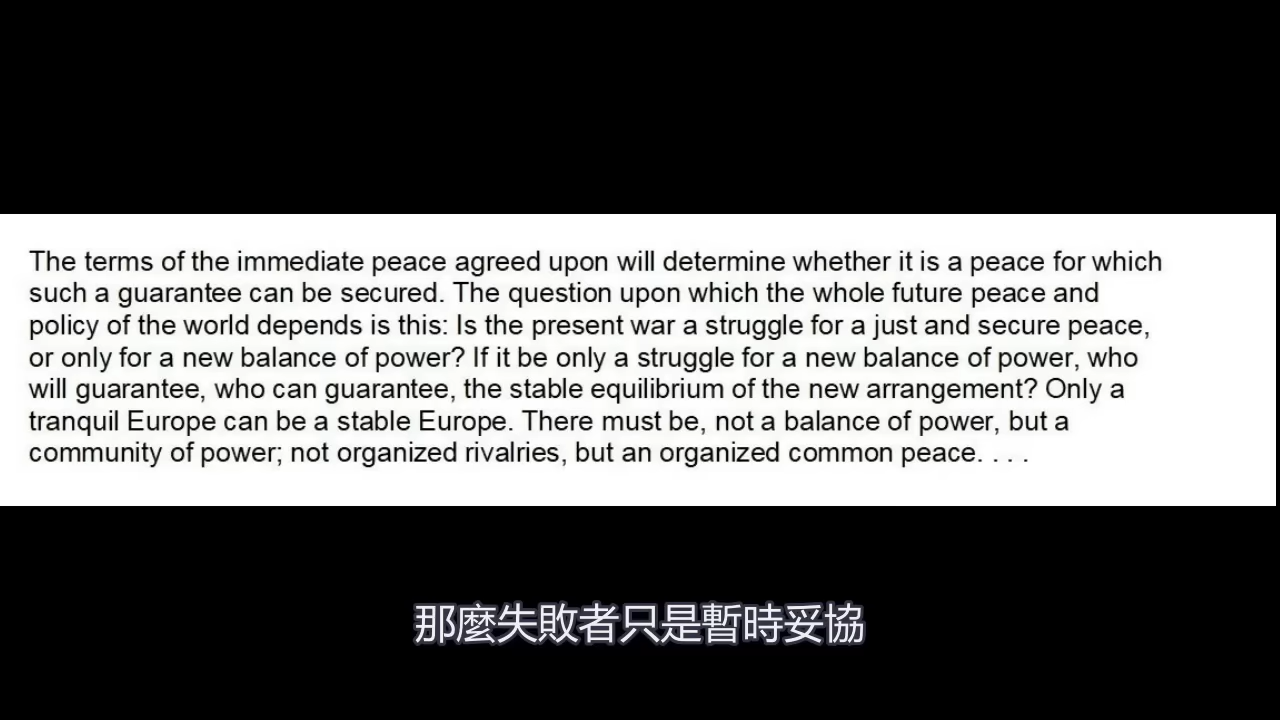 The terms of the immediate peace agreed upon will determine whether it is a peace for which
such a guarantee can be secured. The question upon which the whole future peace and
policy of the world depends is this: Is the present war a struggle for a just and secure peace,
or only for a new balance of power? If it be only a struggle for a new balance of power, who
will guarantee, who can guarantee, the stable equilibrium of the new arrangement? Only a
tranquil Europe can be a stable Europe. There must be, not a balance of power, but a
community of power; not organized rivalries, but an organized common peace. . . .
那麼失敗者只是暫時妥協